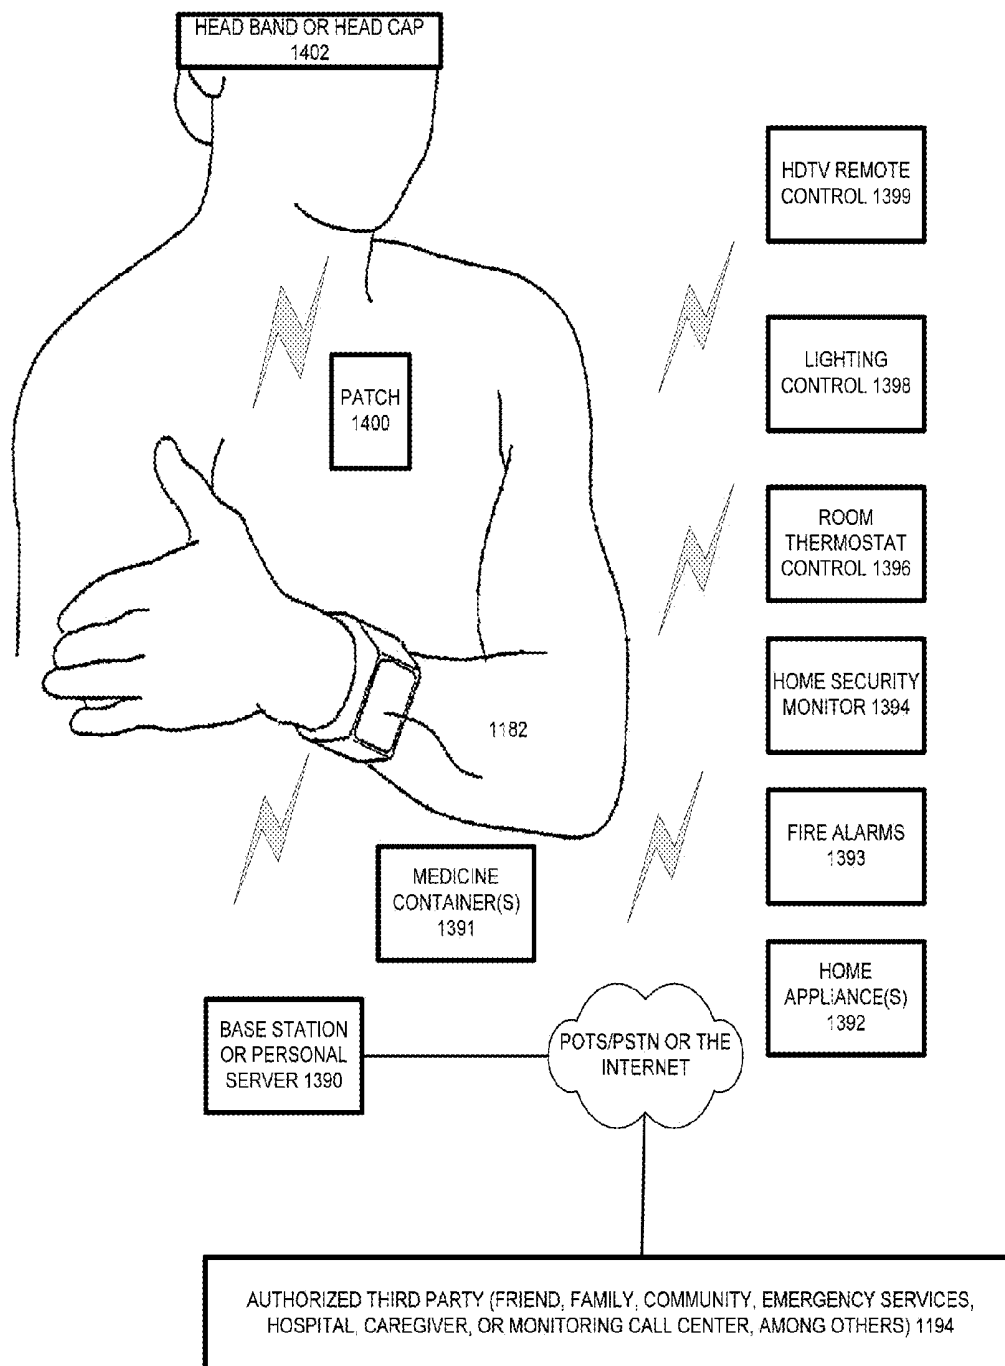 HEAD BAND OR HEAD CAP
1402
HDTV REMOTE
CONTROL 1399
LIGHTING
CONTROL 1398
PATCH
1400
ROOM
THERMOSTAT
CONTROL 1396
HOME SECURITY
MONITOR 1394
1182
FIRE ALARMS
1393
MEDICINE
CONTAINER(S)
1391
HOME
APPLIANCE(S)
1392
BASE STATION
OR PERSONAL
SERVER 1390
POTS/PSTN OR THE
INTERNET
AUTHORIZED THIRD PARTY (FRIEND, FAMILY, COMMUNITY, EMERGENCY SERVICES,
HOSPITAL, CAREGIVER, OR MONITORING CALL CENTER, AMONG OTHERS) 1194